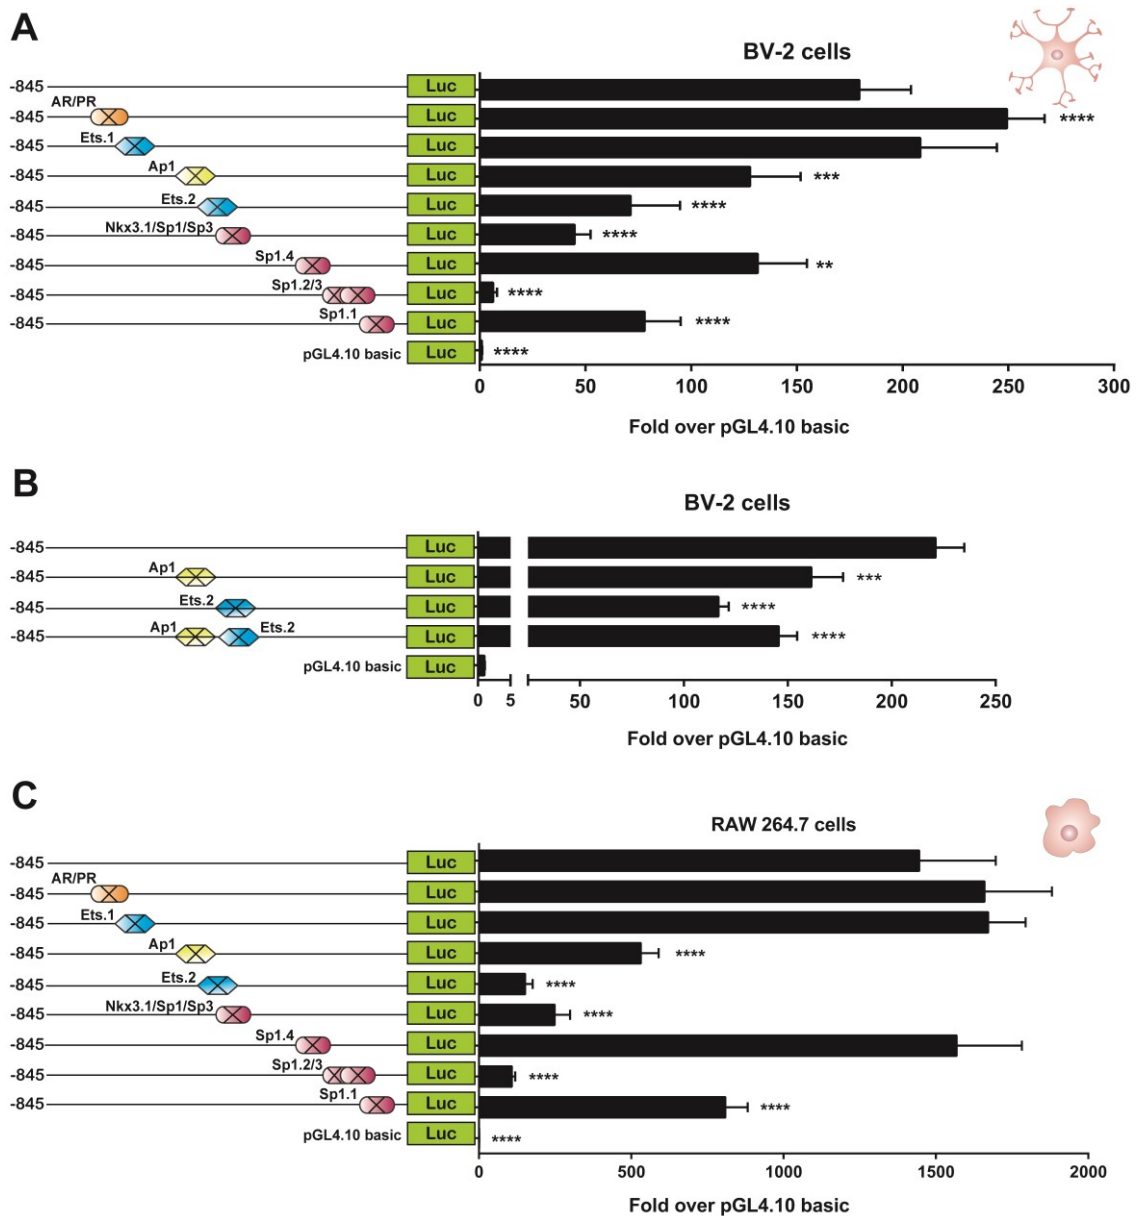 A
BV-2 cells
-845 Luc
AR/PR
-845 Luc ****
Ets.1
-845 Luc
Ap1
-845 Luc ***
Ets.2
-845 Luc ****
Nkx3.1/Sp1/Sp3
-845 Luc ****
Sp1.4
-845 Luc **
Sp1.2/3
-845 Luc ****
Sp1.1
-845 Luc ****
pGL4.10 basic Luc ****
0 50 100 150 200 250 300
Fold over pGL4.10 basic
B
BV-2 cells
-845 Luc
Ap1
-845 Luc ***
Ets.2
-845 Luc ****
Ap1 Ets.2
-845 Luc ****
pGL4.10 basic Luc
0 5 50 100 150 200 250
Fold over pGL4.10 basic
C
RAW 264.7 cells
-845 Luc
AR/PR
-845 Luc
Ets.1
-845 Luc
Ap1
-845 Luc ****
Ets.2
-845 Luc ****
Nkx3.1/Sp1/Sp3
-845 Luc ****
Sp1.4
-845 Luc
Sp1.2/3
-845 Luc ****
Sp1.1
-845 Luc ****
pGL4.10 basic Luc ****
0 500 1000 1500 2000
Fold over pGL4.10 basic